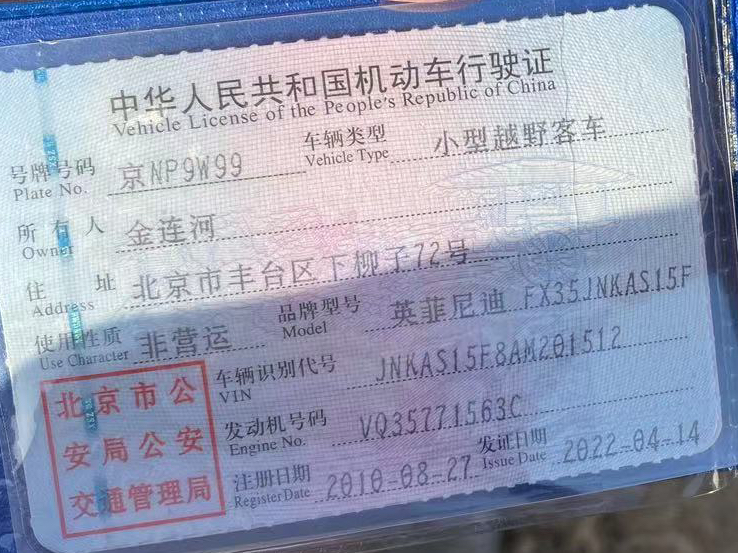 中华人民共和国机动车行驶证
Vehicle License of the People's Republic of China
号牌号码 京NP9W99 车辆类型 小型越野客车
Plate No. Vehicle Type
所有人 金连河
Owner
住址 北京市丰台区下柳子72号
Address
使用性质 非营运 品牌型号 英菲尼迪 FX35JNKAS15F
Use Character Model
车辆识别代号 JNKAS15F8AM201512
VIN
发动机号码 VQ35771563C
Engine No.
注册日期 2010-08-27 发证日期 2022-04-14
Register Date Issue Date
北京市公
安局公安
交通管理局